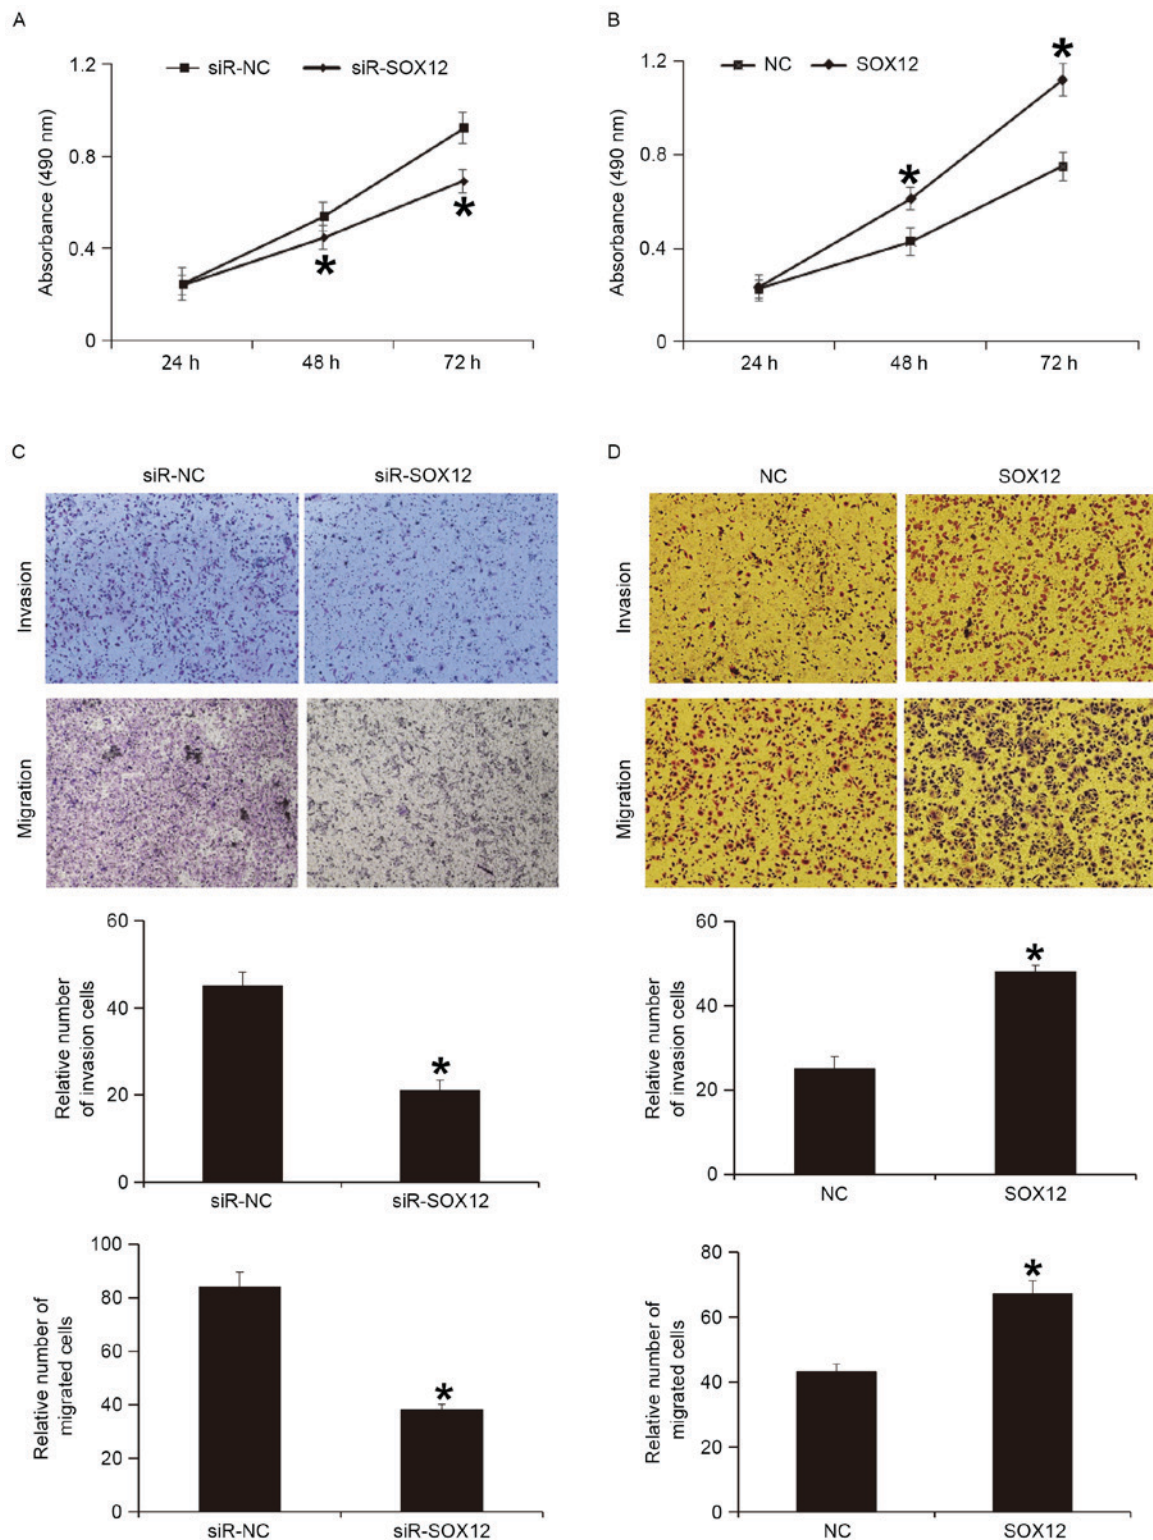 A
siR-NC siR-SOX12
1.2
0.8
0.4
0
Absorbance (490 nm)
*
*
24 h 48 h 72 h
B
NC SOX12
1.2
0.8
0.4
0
Absorbance (490 nm)
*
*
24 h 48 h 72 h
C
siR-NC siR-SOX12
Invasion
Migration
60
40
20
0
Relative number
of invasion cells
*
siR-NC siR-SOX12
100
80
60
40
20
0
Relative number of
migrated cells
*
siR-NC siR-SOX12
D
NC SOX12
Invasion
Migration
60
40
20
0
Relative number
of invasion cells
*
NC SOX12
80
60
40
20
0
Relative number of
migrated cells
*
NC SOX12